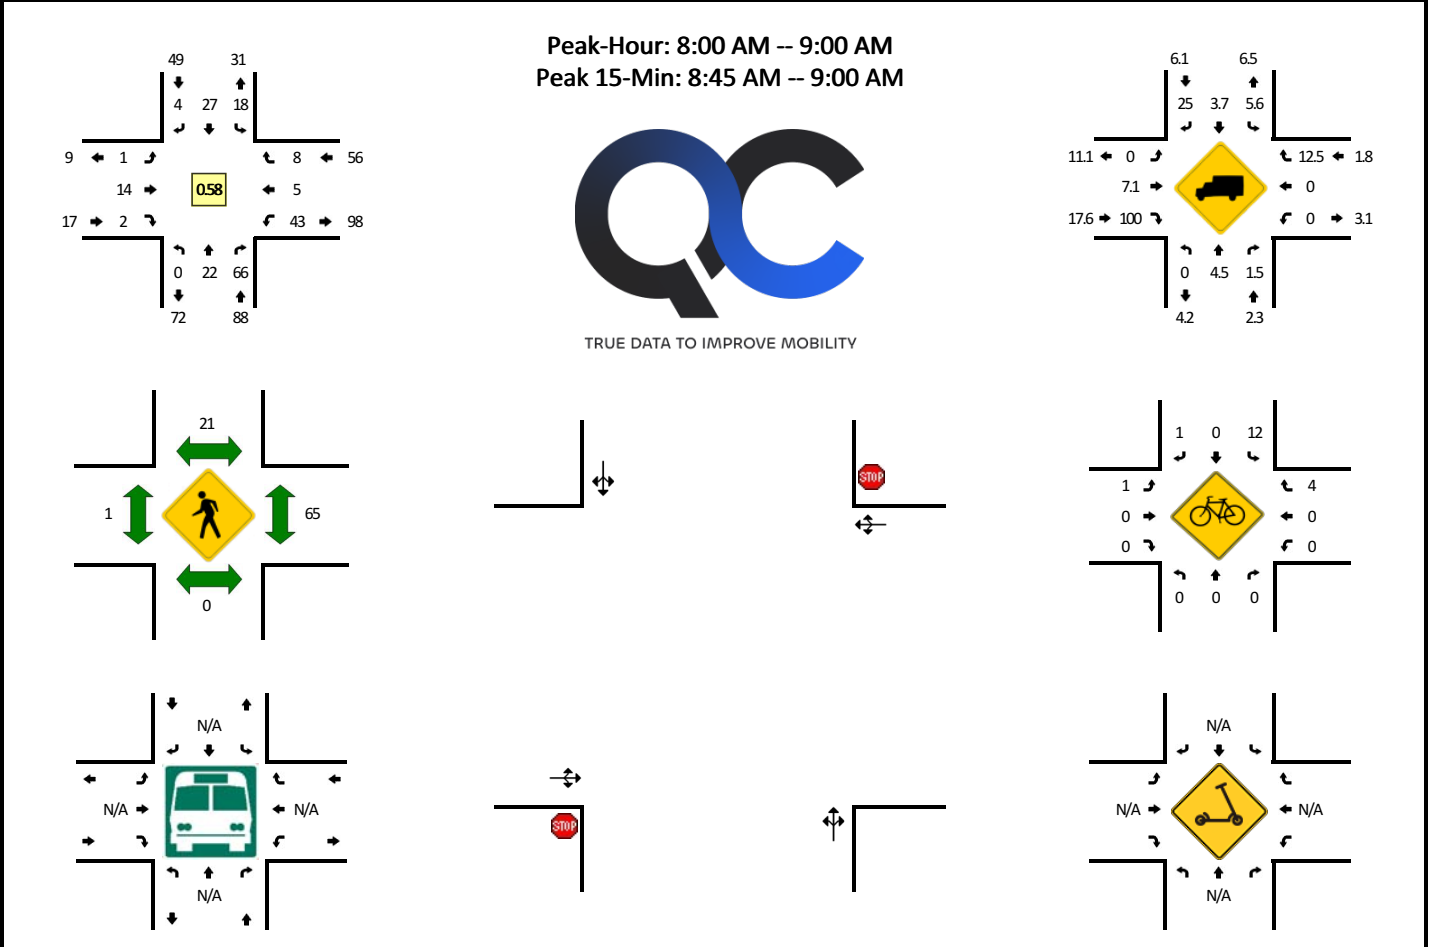 Peak-Hour: 8:00 AM -- 9:00 AM
Peak 15-Min: 8:45 AM -- 9:00 AM
49 31
4 27 18
9 1 8 56
14 0.58 5
17 2 43 98
0 22 66
72 88
TRUE DATA TO IMPROVE MOBILITY
6.1 6.5
25 3.7 5.6
11.1 0 12.5 1.8
7.1 0
17.6 100 0 3.1
0 4.5 1.5
4.2 2.3
21
1 65
0
STOP
STOP
1 0 12
1 4
0 0
0 0
0 0 0
N/A
N/A N/A
N/A
N/A
N/A N/A
N/A